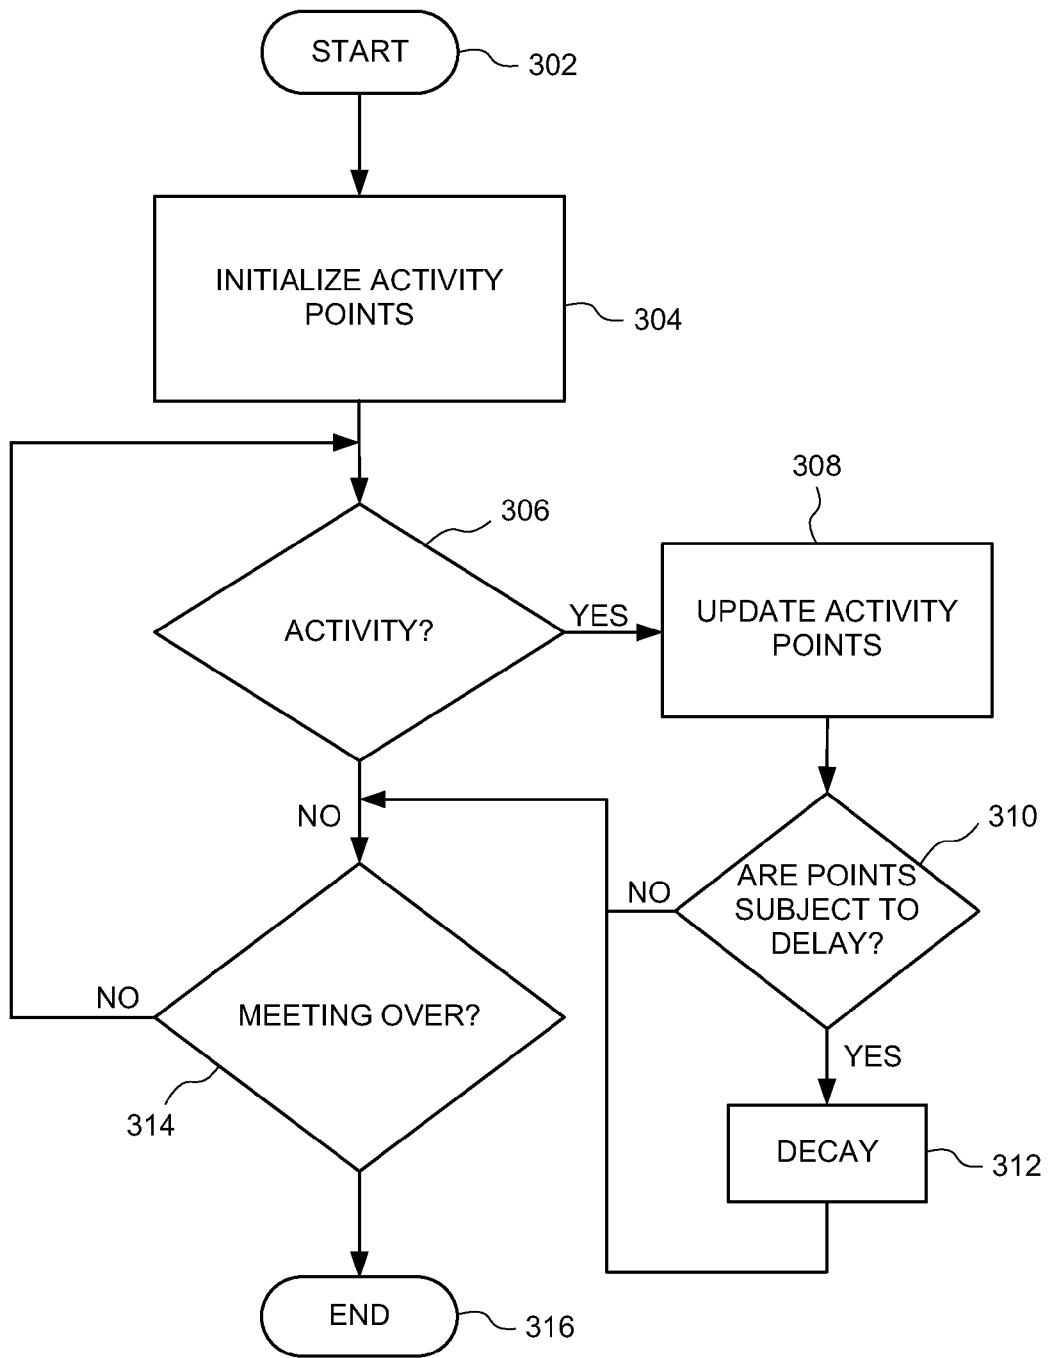 START
302
INITIALIZE ACTIVITY
POINTS
304
306
ACTIVITY?
YES
308
UPDATE ACTIVITY
POINTS
NO
310
ARE POINTS
SUBJECT TO
DELAY?
NO
YES
MEETING OVER?
NO
314
DECAY
312
END
316